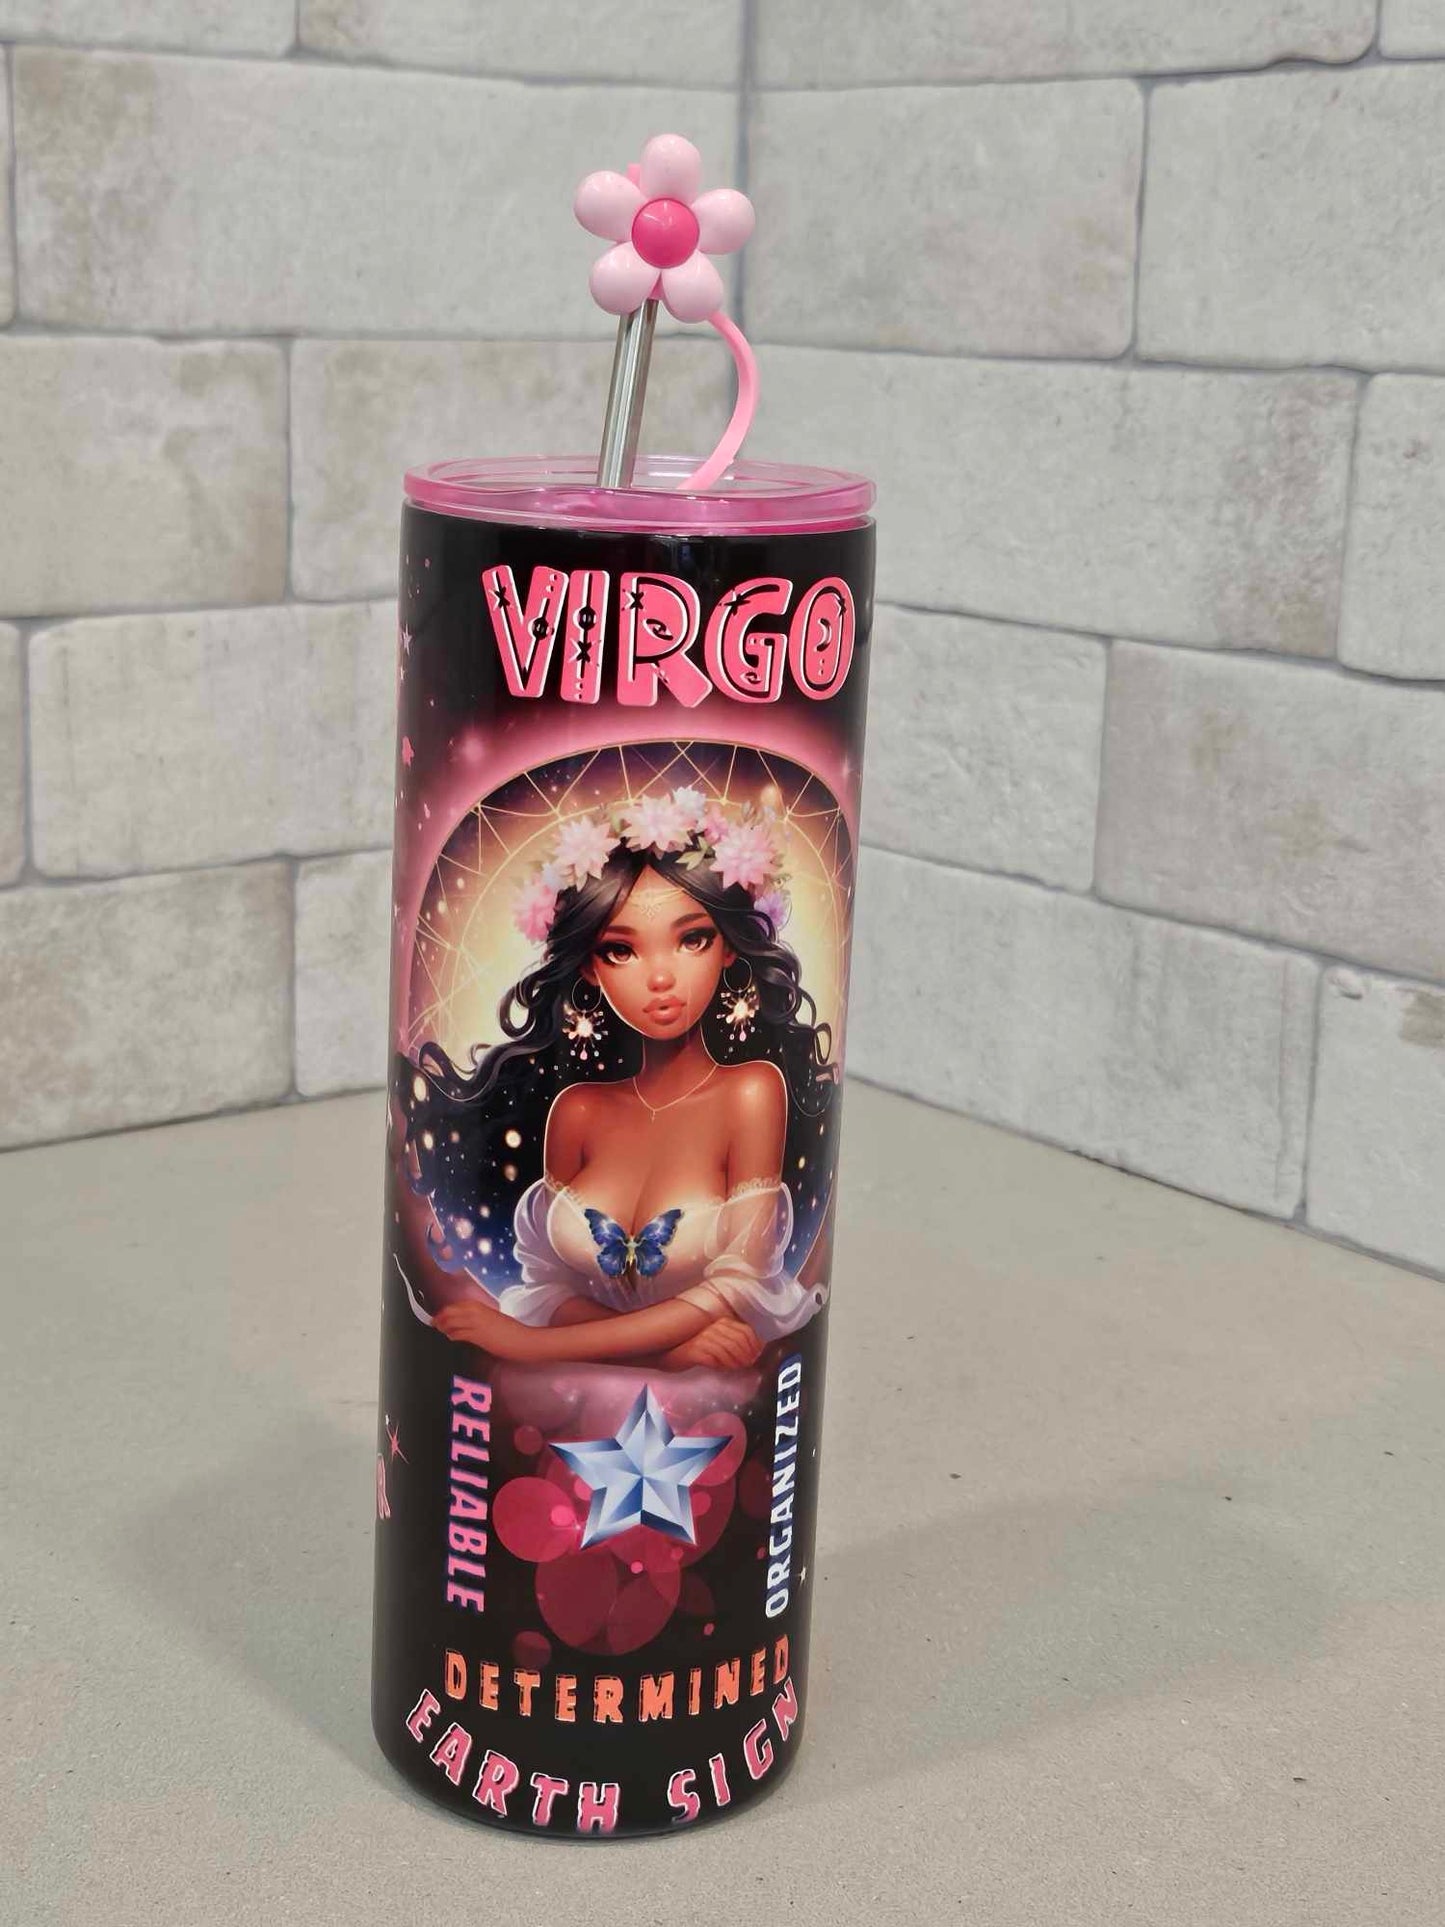 VIRGO
RELIABLE
ORGANIZED
DETERMINED
EARTH SIGN